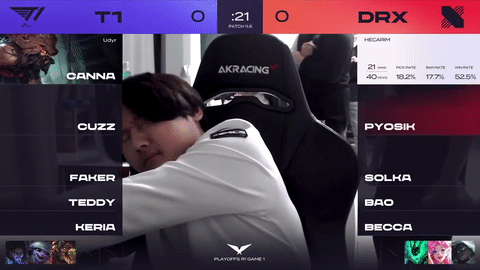 T1 0 :21 0 DRX
PATCH 11.6
Udyr
CANNA
CUZZ
FAKER
TEDDY
KERIA
AKRACING
HECARIM
21 WINS
40 PICKS
PICK RATE 18.2%
BAN RATE 17.7%
WIN RATE 52.5%
PYOSIK
SOLKA
BAO
BECCA
PLAYOFFS R1 GAME 1